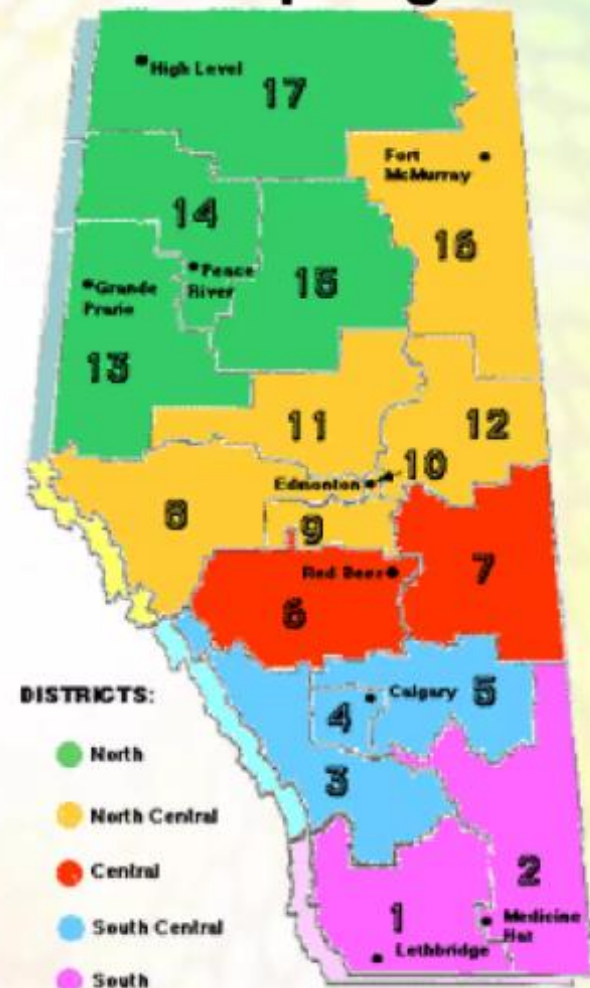 High Level
17
Fort
McMurray
14
16
Peace
River
15
Grande
Prarie
13
11
12
10
Edmonton
8
9
7
Red Deer
6
DISTRICTS:
Calgary
5
4
North
3
North Central
Central
2
South Central
1
Medicine
Hat
Lethbridge
South